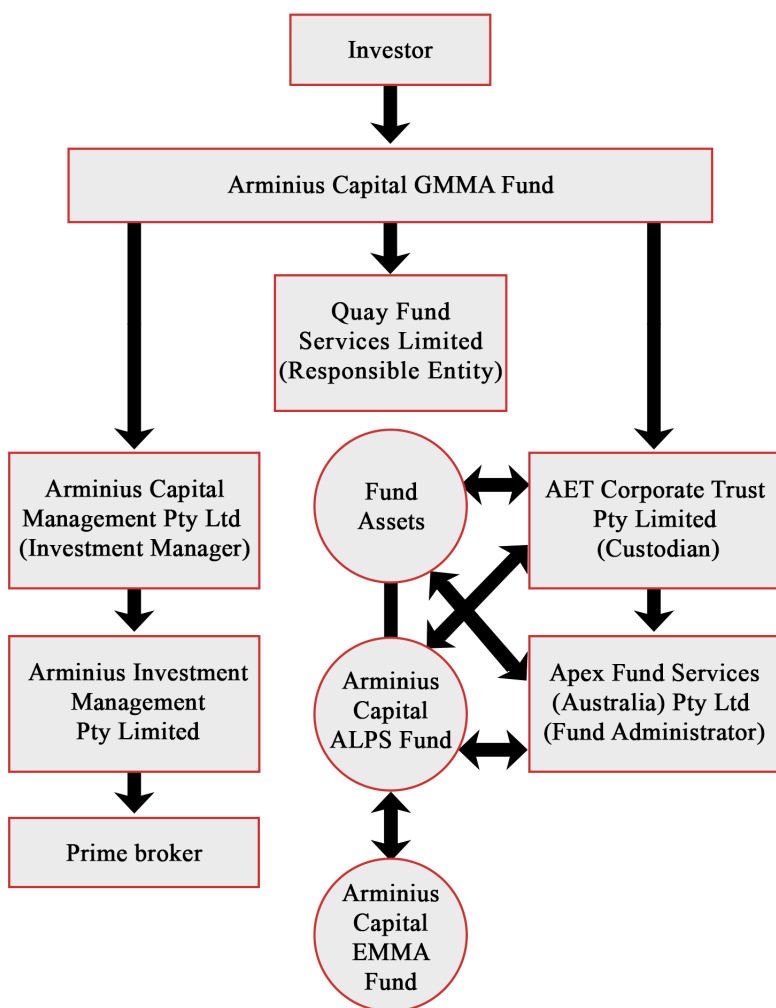 Investor
Arminius Capital GMMA Fund
Quay Fund
Services Limited
(Responsible Entity)
Arminius Capital
Management Pty Ltd
(Investment Manager)
Fund
Assets
AET Corporate Trust
Pty Limited
(Custodian)
Arminius Investment
Management
Pty Limited
Arminius
Capital
ALPS Fund
Apex Fund Services
(Australia) Pty Ltd
(Fund Administrator)
Prime broker
Arminius
Capital
EMMA
Fund